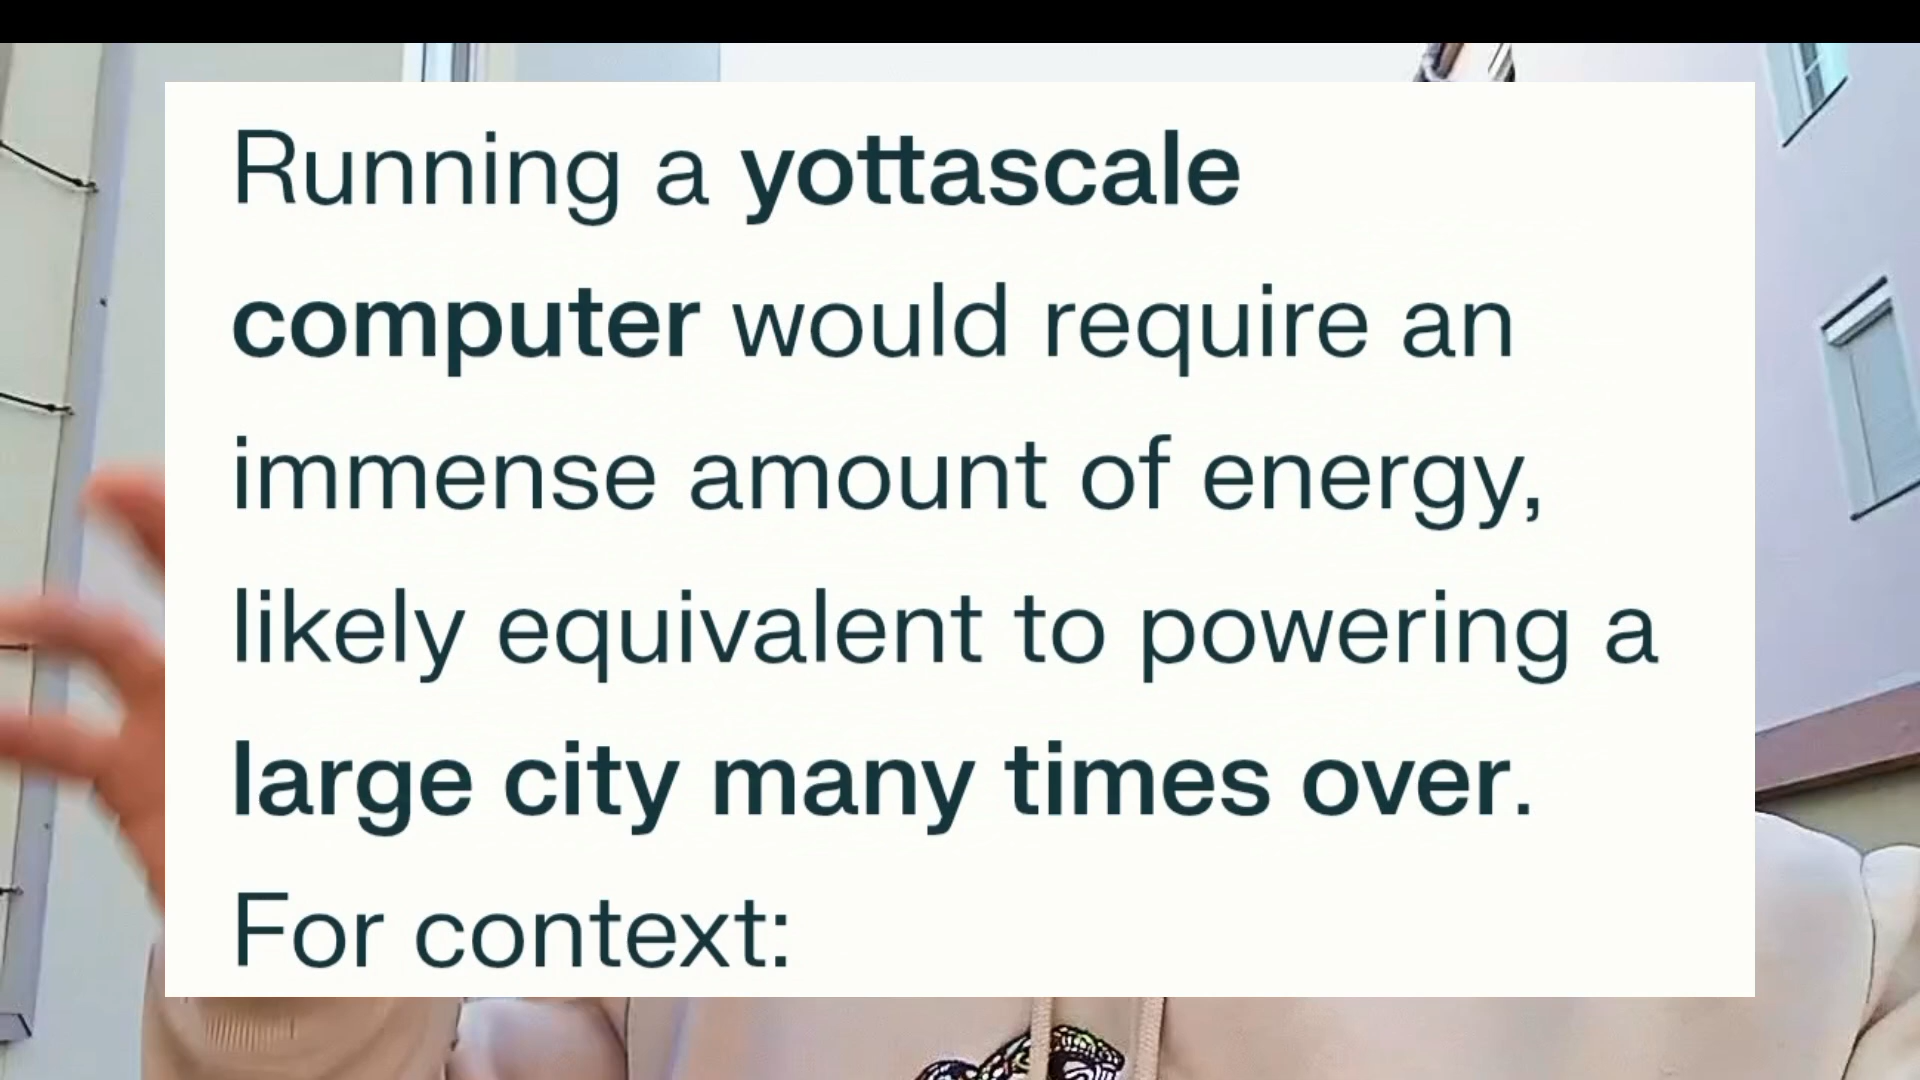 Running a yottascale
computer would require an
immense amount of energy,
likely equivalent to powering a
large city many times over.
For context: